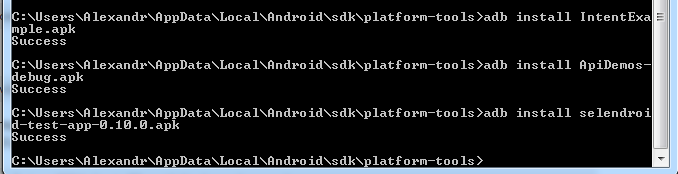 C:\Users\Alexandr\AppData\Local\Android\sdk\platform-tools>adb install IntentExa
mple.apk
Success
C:\Users\Alexandr\AppData\Local\Android\sdk\platform-tools>adb install ApiDemos-
debug.apk
Success
C:\Users\Alexandr\AppData\Local\Android\sdk\platform-tools>adb install selendroi
d-test-app-0.10.0.apk
Success
C:\Users\Alexandr\AppData\Local\Android\sdk\platform-tools>